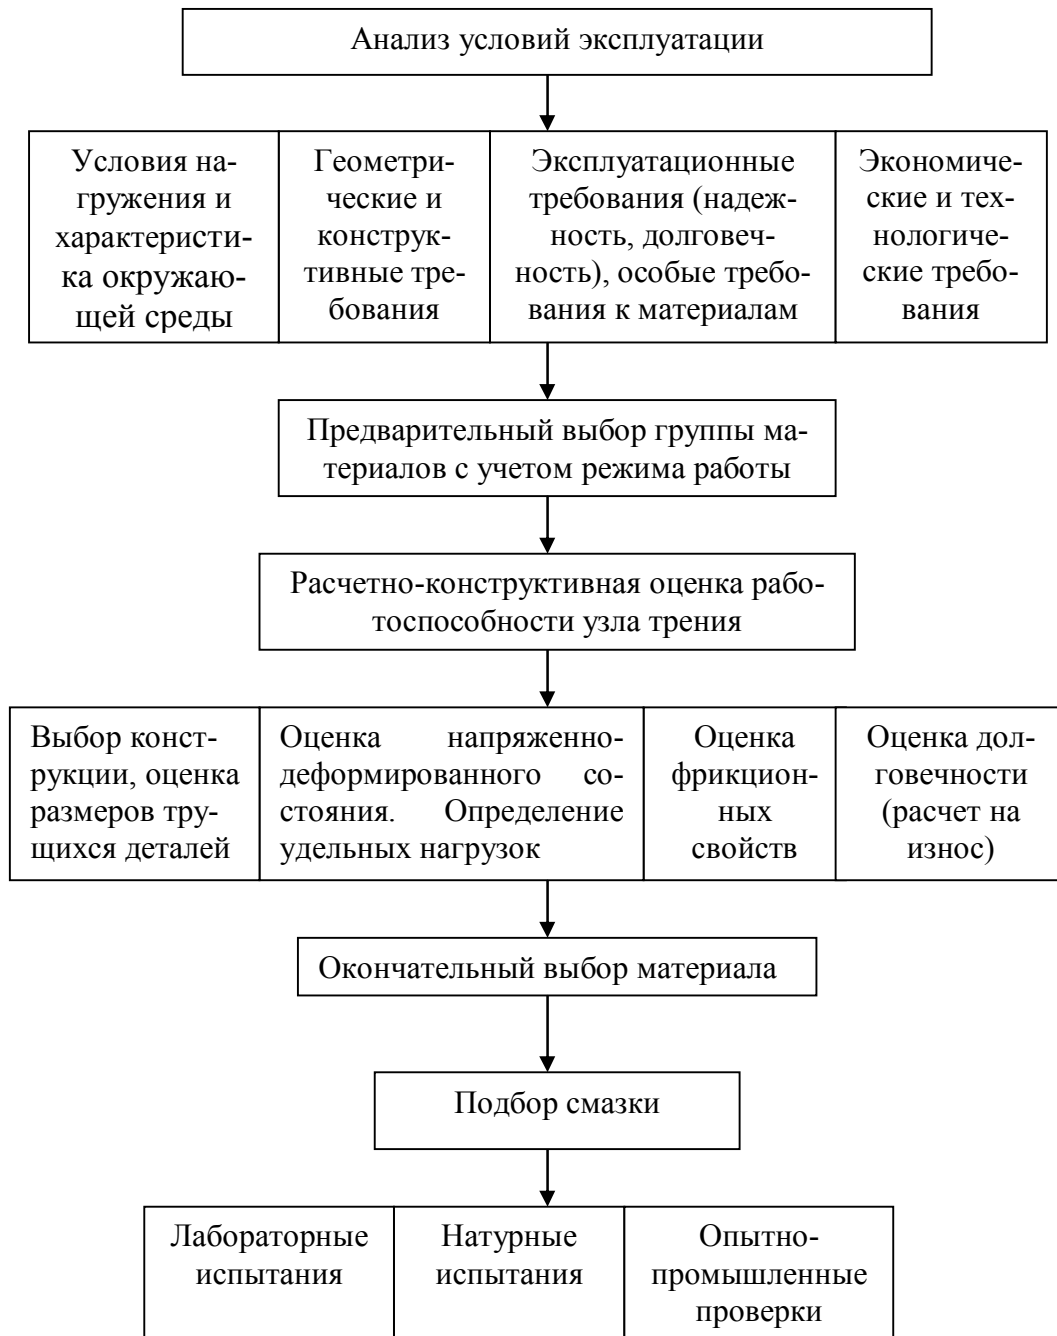 Анализ условий эксплуатации
Условия на-
гружения и
характеристи-
ка окружаю-
щей среды
Геометри-
ческие и
конструк-
тивные тре-
бования
Эксплуатационные
требования (надеж-
ность, долговеч-
ность), особые требо-
вания к материалам
Экономиче-
ские и тех-
нологиче-
ские требо-
вания
Предварительный выбор группы ма-
териалов с учетом режима работы
Расчетно-конструктивная оценка рабо-
тоспособности узла трения
Выбор конст-
рукции, оценка
размеров тру-
щихся деталей
Оценка напряженно-
деформированного со-
стояния. Определение
удельных нагрузок
Оценка
фрикцион-
ных
свойств
Оценка дол-
говечности
(расчет на
износ)
Окончательный выбор материала
Подбор смазки
Лабораторные
испытания
Натурные
испытания
Опытно-
промышленные
проверки